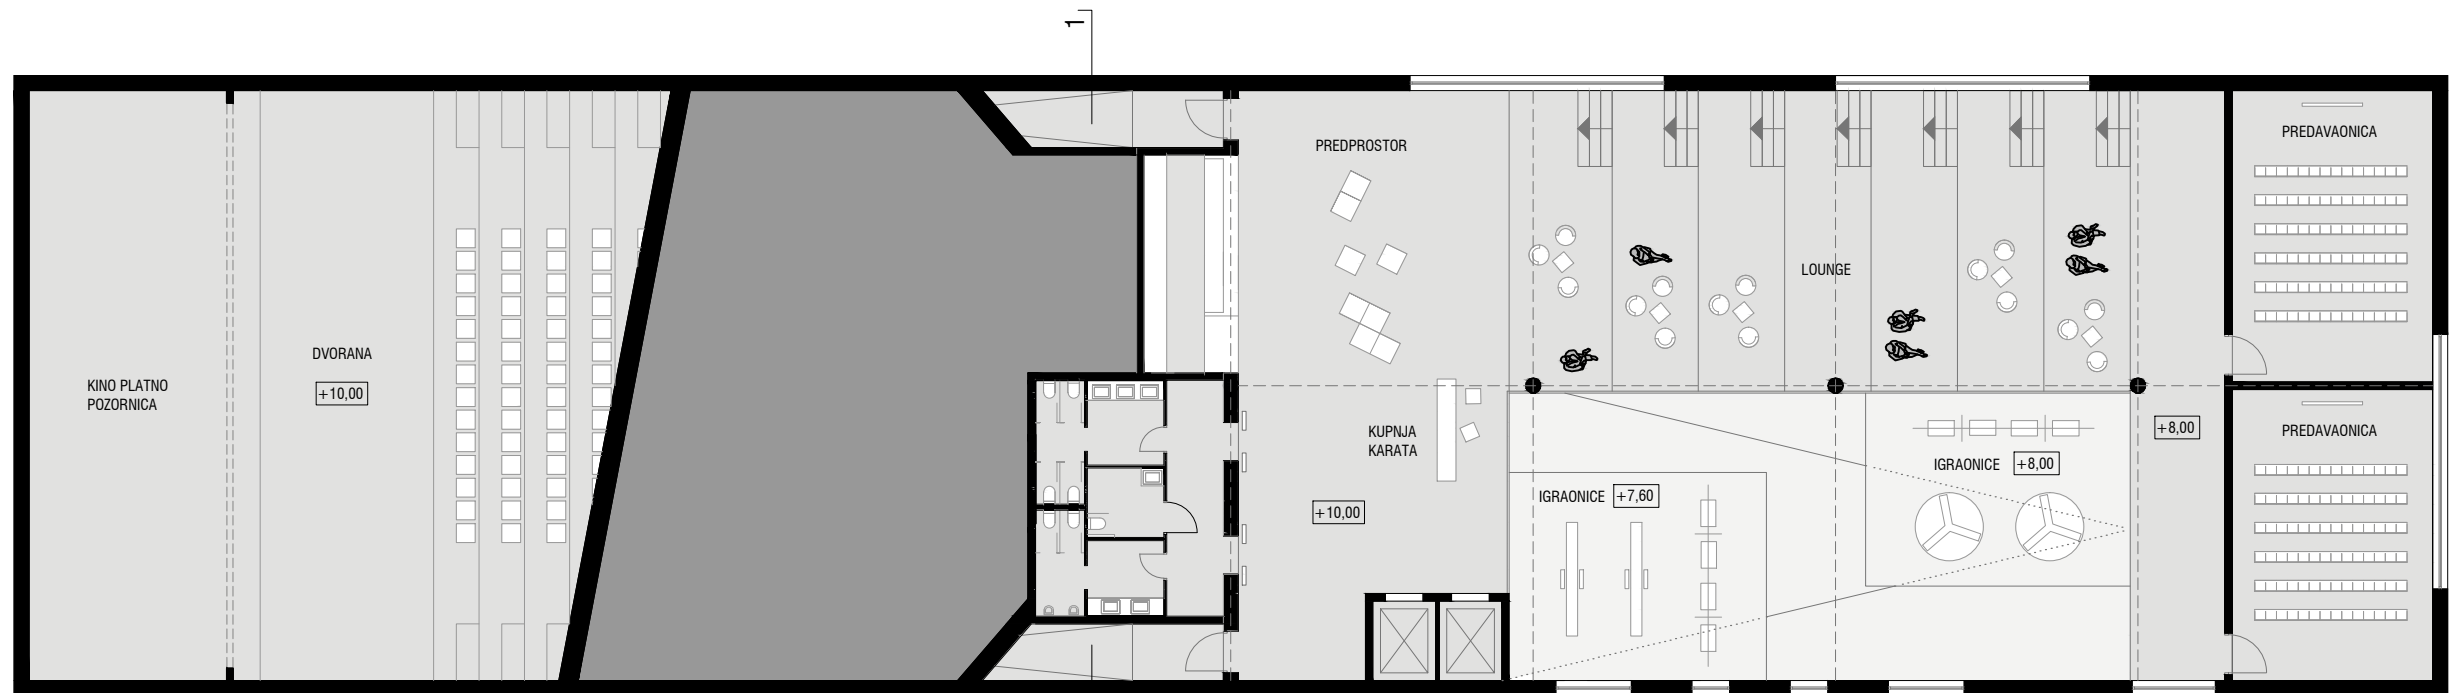 1
KINO PLATNO
POZORNICA
DVORANA
+10,00
PREDPROSTOR
KUPNJA
KARATA
+10,00
LOUNGE
IGRAONICE +7,60
IGRAONICE +8,00
+8,00
PREDAVAONICA
PREDAVAONICA